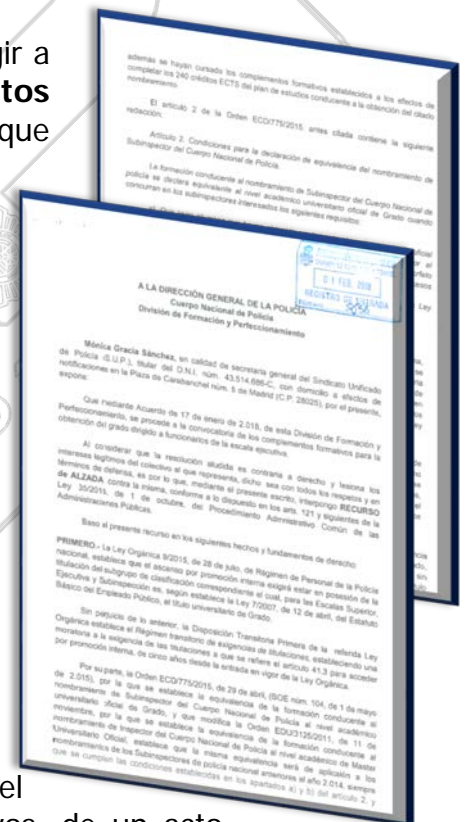 gir a
tos
que
además se hayan cursado los complementos formativos establecidos a los efectos de
completar los 240 créditos ECTS del plan de estudios conducente a la obtención del citado
nombramiento.
El artículo 2 de la Orden ECD/775/2015, antes citada contiene la siguiente
redacción:
Artículo 2. Condiciones para la declaración de equivalencia del nombramiento de
Subinspector del Cuerpo Nacional de Policía.
La formación conducente al nombramiento de Subinspector del Cuerpo Nacional de
policía se declara equivalente al nivel académico universitario oficial de Grado cuando
concurran en los subinspectores interesados los siguientes requisitos:
Ley
A LA DIRECCIÓN GENERAL DE LA POLICÍA
Cuerpo Nacional de Policía
División de Formación y Perfeccionamiento
01 FEB. 2018
REGISTRO DE ENTRADA
Mónica Gracia Sánchez, en calidad de secretaria general del Sindicato Unificado
de Policía (S.U.P.), titular del D.N.I. núm. 43.514.686-C, con domicilio a efectos de
notificaciones en la Plaza de Carabanchel núm. 5 de Madrid (C.P. 28025), por el presente,
expone:
Que mediante Acuerdo de 17 de enero de 2.018, de esta División de Formación y
Perfeccionamiento, se procede a la convocatoria de los complementos formativos para la
obtención del grado dirigido a funcionarios de la escala ejecutiva.
Al considerar que la resolución aludida es contraria a derecho y lesiona los
intereses legítimos del colectivo al que representa, dicho sea con todos los respetos y en
términos de defensa, es por lo que, mediante el presente escrito, interpongo RECURSO
de ALZADA contra la misma, conforme a lo dispuesto en los arts. 121 y siguientes de la
Ley 39/2015, de 1 de octubre, del Procedimiento Administrativo Común de las
Administraciones Públicas.
Baso el presente recurso en los siguientes hechos y fundamentos de derecho:
PRIMERO.- La Ley Orgánica 9/2015, de 28 de julio, de Régimen de Personal de la Policía
nacional, establece que el ascenso por promoción interna exigirá estar en posesión de la
titulación del subgrupo de clasificación correspondiente el cual, para las Escalas Superior,
Ejecutiva y Subinspección es, según establece la Ley 7/2007, de 12 de abril, del Estatuto
Básico del Empleado Público, el título universitario de Grado.
Sin perjuicio de lo anterior, la Disposición Transitoria Primera de la referida Ley
Orgánica establece el Régimen transitorio de exigencias de titulaciones, estableciendo una
moratoria a la exigencia de las titulaciones a que se refiere el artículo 41.3 para acceder
por promoción interna, de cinco años desde la entrada en vigor de la Ley Orgánica.
Por su parte, la Orden ECD/775/2015, de 29 de abril, (BOE núm. 104, de 1 de mayo
de 2.015), por la que se establece la equivalencia de la formación conducente al
nombramiento de Subinspector del Cuerpo Nacional de Policía al nivel académico
universitario oficial de Grado, y que modifica la Orden EDU/3125/2011, de 11 de
noviembre, por la que se establece la equivalencia de la formación conducente al
nombramiento de Inspector del Cuerpo Nacional de Policía al nivel académico de Master
Universitario Oficial, establece que la misma equivalencia será de aplicación a los
nombramientos de los Subinspectores de policía nacional anteriores al año 2.014, siempre
que se cumplan las condiciones establecidas en los apartados a) y b) del artículo 2, y
el
de un acto